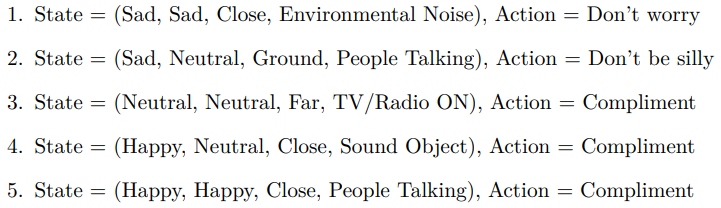 1. State = (Sad, Sad, Close, Environmental Noise), Action = Don't worry
2. State = (Sad, Neutral, Ground, People Talking), Action = Don't be silly
3. State = (Neutral, Neutral, Far, TV/Radio ON), Action = Compliment
4. State = (Happy, Neutral, Close, Sound Object), Action = Compliment
5. State = (Happy, Happy, Close, People Talking), Action = Compliment